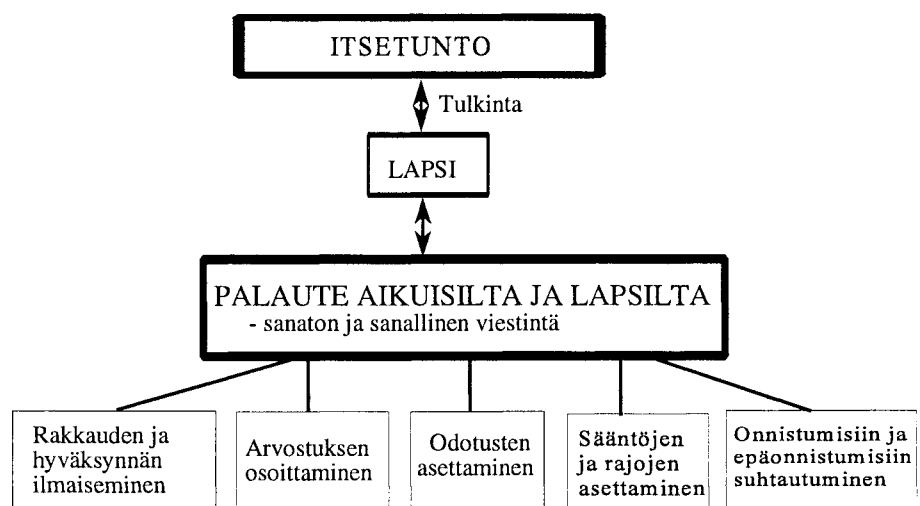 ITSETUNTO
Tulkinta
LAPSI
PALAUTE AIKUISILTA JA LAPSILTA
- sanaton ja sanallinen viestintä
Rakkauden ja
hyväksynnän
ilmaiseminen
Arvostuksen
osoittaminen
Odotusten
asettaminen
Sääntöjen
ja rajojen
asettaminen
Onnistumisiin ja
epäonnistumisiin
suhtautuminen